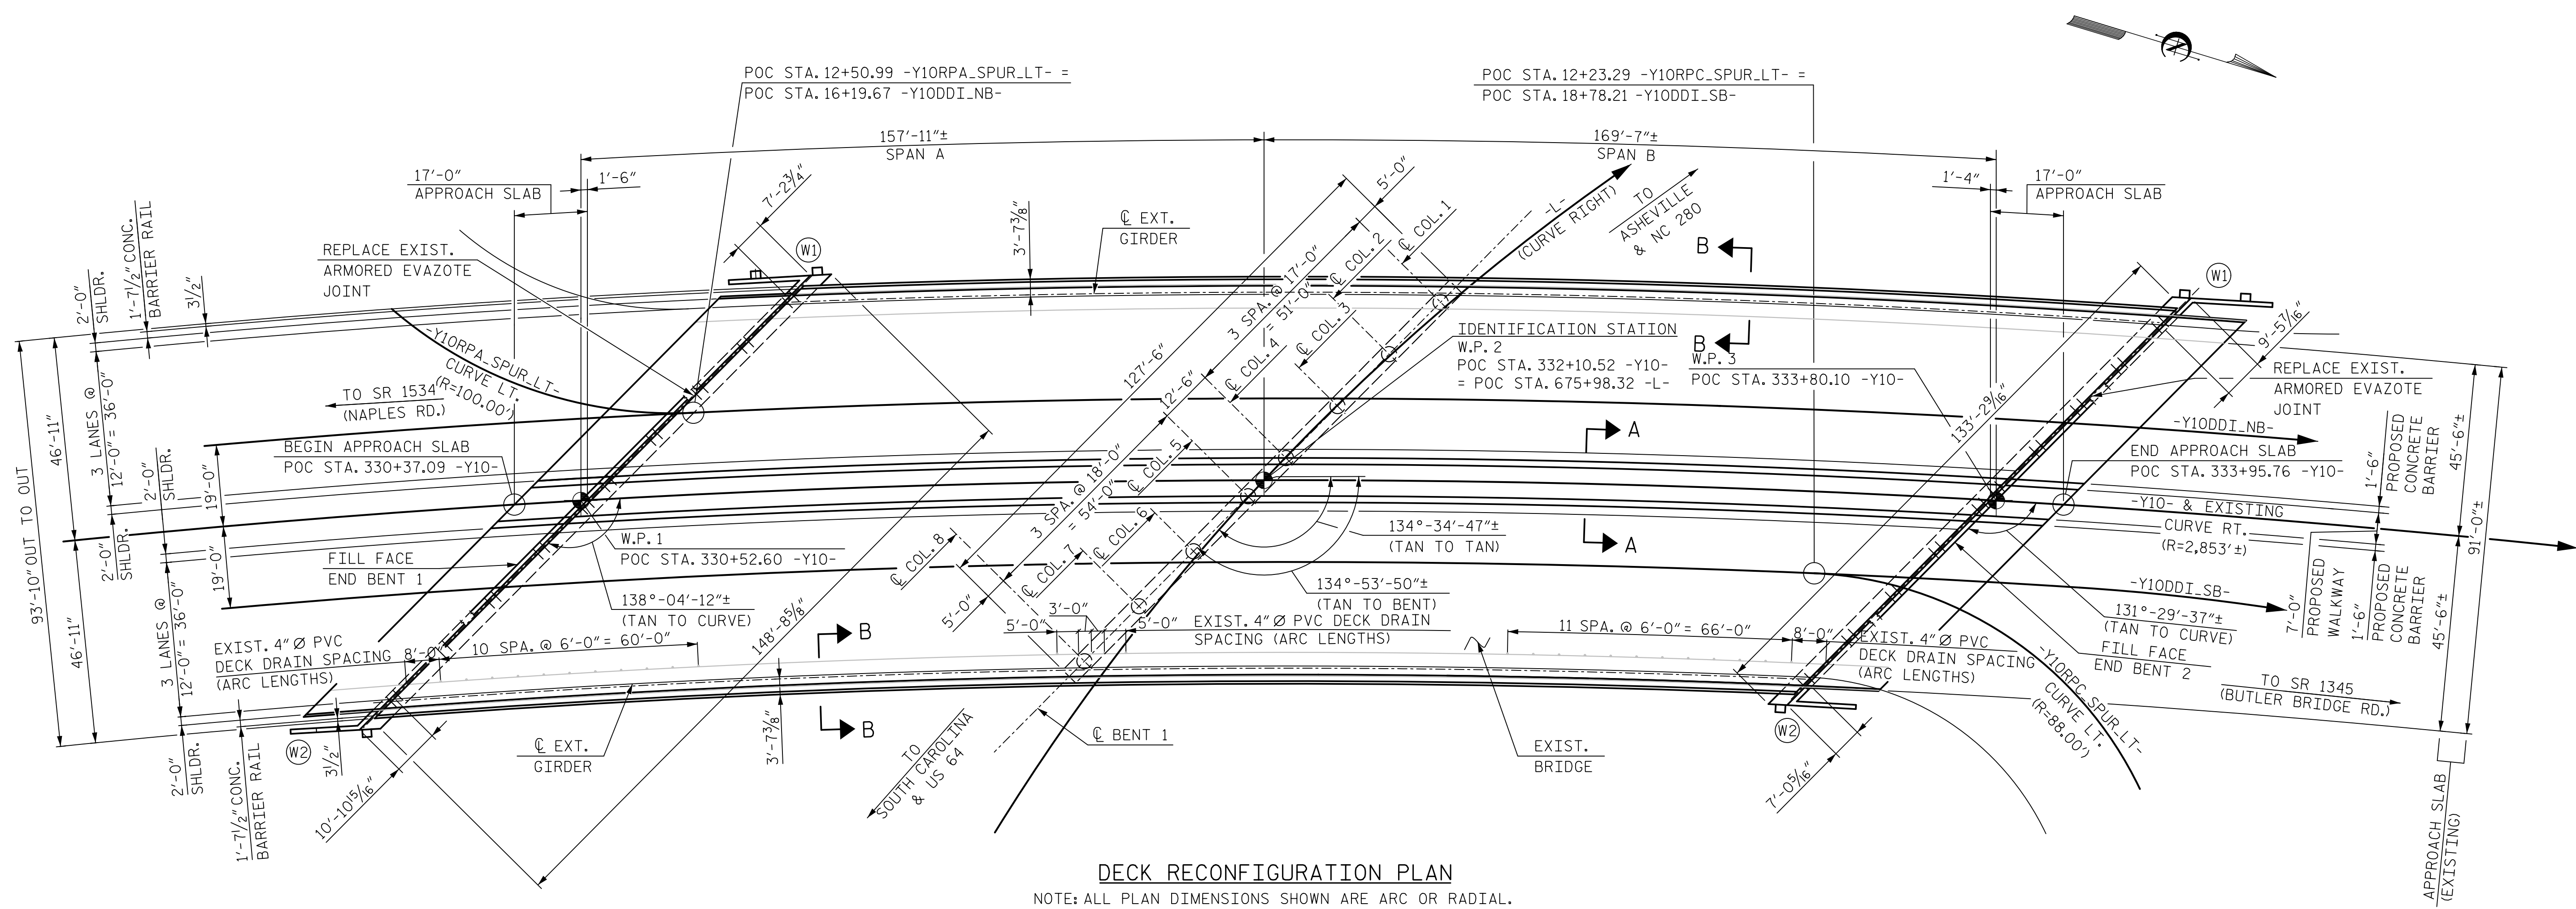 N
POC STA. 12+50.99 -Y10RPA_SPUR_LT- =
POC STA. 16+19.67 -Y10DDI_NB-
POC STA. 12+23.29 -Y10RPC_SPUR_LT- =
POC STA. 18+78.21 -Y10DDI_SB-
157'-11"±
SPAN A
169'-7"±
SPAN B
17'-0"
APPROACH SLAB
1'-6"
7'-2¾"
3'-7⅜"
℄ EXT.
GIRDER
5'-0"
℄ COL. 1
℄ COL. 2
℄ COL. 3
℄ COL. 4
℄ COL. 5
℄ COL. 6
℄ COL. 7
℄ COL. 8
3 SPA. @ 17'-0"
= 51'-0"
127'-6"
12'-6"
3 SPA. @ 18'-0"
= 54'-0"
5'-0"
-L-
(CURVE RIGHT)
TO
ASHEVILLE
& NC 280
B
B
1'-4"
17'-0"
APPROACH SLAB
W1
W1
REPLACE EXIST.
ARMORED EVAZOTE
JOINT
2'-0"
SHLDR.
1'-7½" CONC.
BARRIER RAIL
3½"
-Y10RPA_SPUR_LT-
CURVE LT.
(R=100.00')
TO SR 1534
(NAPLES RD.)
BEGIN APPROACH SLAB
POC STA. 330+37.09 -Y10-
IDENTIFICATION STATION
W.P. 2
POC STA. 332+10.52 -Y10-
= POC STA. 675+98.32 -L-
W.P. 3
POC STA. 333+80.10 -Y10-
133'-2⁹⁄₁₆"
9'-5⁷⁄₁₆"
REPLACE EXIST.
ARMORED EVAZOTE
JOINT
-Y10DDI_NB-
END APPROACH SLAB
POC STA. 333+95.76 -Y10-
-Y10- & EXISTING
CURVE RT.
(R=2,853'±)
1'-6"
PROPOSED
CONCRETE
BARRIER
45'-6"±
91'-0"±
7'-0"
PROPOSED
WALKWAY
1'-6"
PROPOSED
CONCRETE
BARRIER
45'-6"±
93'-10" OUT TO OUT
46'-11"
46'-11"
3 LANES @
12'-0" = 36'-0"
2'-0"
SHLDR.
2'-0"
SHLDR.
19'-0"
19'-0"
3 LANES @
12'-0" = 36'-0"
A
A
W.P. 1
POC STA. 330+52.60 -Y10-
FILL FACE
END BENT 1
138°-04'-12"±
(TAN TO CURVE)
134°-34'-47"±
(TAN TO TAN)
134°-53'-50"±
(TAN TO BENT)
-Y10DDI_SB-
131°-29'-37"±
(TAN TO CURVE)
FILL FACE
END BENT 2
EXIST. 4" Ø PVC
DECK DRAIN SPACING
(ARC LENGTHS)
8'-0"
10 SPA. @ 6'-0" = 60'-0"
148'-8⅝"
B
B
5'-0"
3'-0"
5'-0"
EXIST. 4" Ø PVC DECK DRAIN
SPACING (ARC LENGTHS)
11 SPA. @ 6'-0" = 66'-0"
8'-0"
EXIST. 4" Ø PVC
DECK DRAIN SPACING
(ARC LENGTHS)
-Y10RPC_SPUR_LT-
CURVE LT.
(R=88.00')
TO SR 1345
(BUTLER BRIDGE RD.)
W2
W2
2'-0"
SHLDR.
1'-7½" CONC.
BARRIER RAIL
3½"
10'-10¹⁵⁄₁₆"
℄ EXT.
GIRDER
3'-7⅜"
TO
SOUTH CAROLINA
& US 64
℄ BENT 1
EXIST.
BRIDGE
7'-0⁵⁄₁₆"
APPROACH SLAB
(EXISTING)
DECK RECONFIGURATION PLAN
NOTE: ALL PLAN DIMENSIONS SHOWN ARE ARC OR RADIAL.